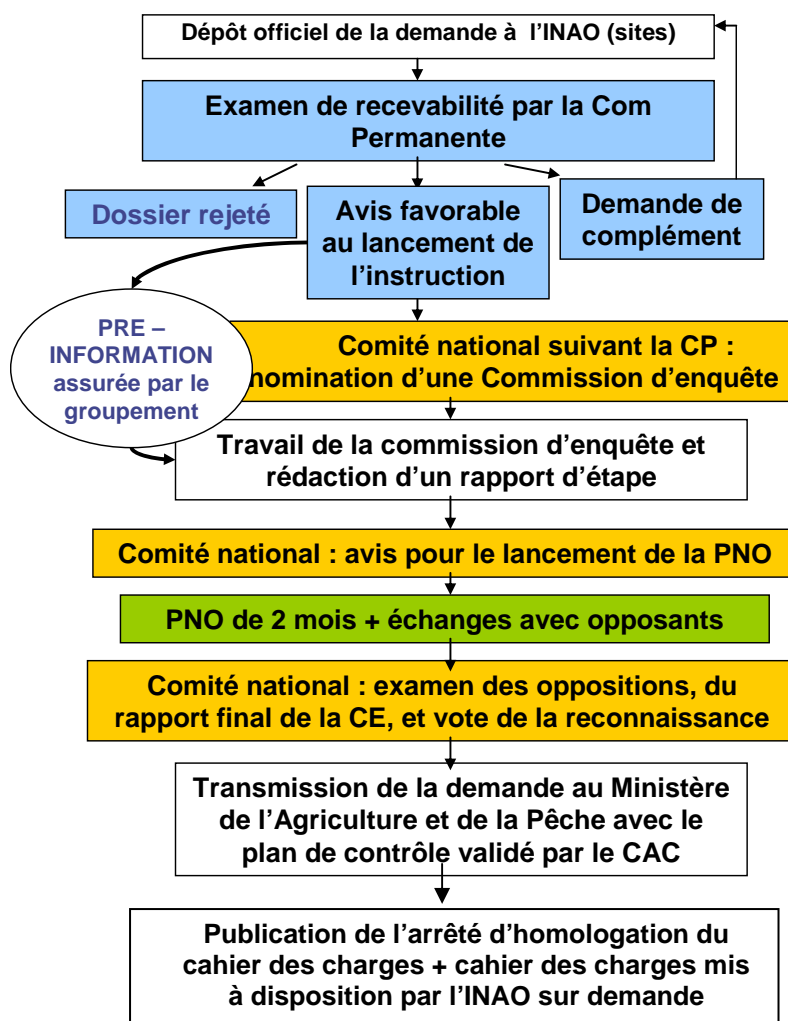 Dépôt officiel de la demande à l'INAO (sites)
Examen de recevabilité par la Com
Permanente
Dossier rejeté
Avis favorable
au lancement de
l'instruction
Demande de
complément
PRE –
INFORMATION
assurée par le
groupement
Comité national suivant la CP :
nomination d'une Commission d'enquête
Travail de la commission d'enquête et
rédaction d'un rapport d'étape
Comité national : avis pour le lancement de la PNO
PNO de 2 mois + échanges avec opposants
Comité national : examen des oppositions, du
rapport final de la CE, et vote de la reconnaissance
Transmission de la demande au Ministère
de l'Agriculture et de la Pêche avec le
plan de contrôle validé par le CAC
Publication de l'arrêté d'homologation du
cahier des charges + cahier des charges mis
à disposition par l'INAO sur demande